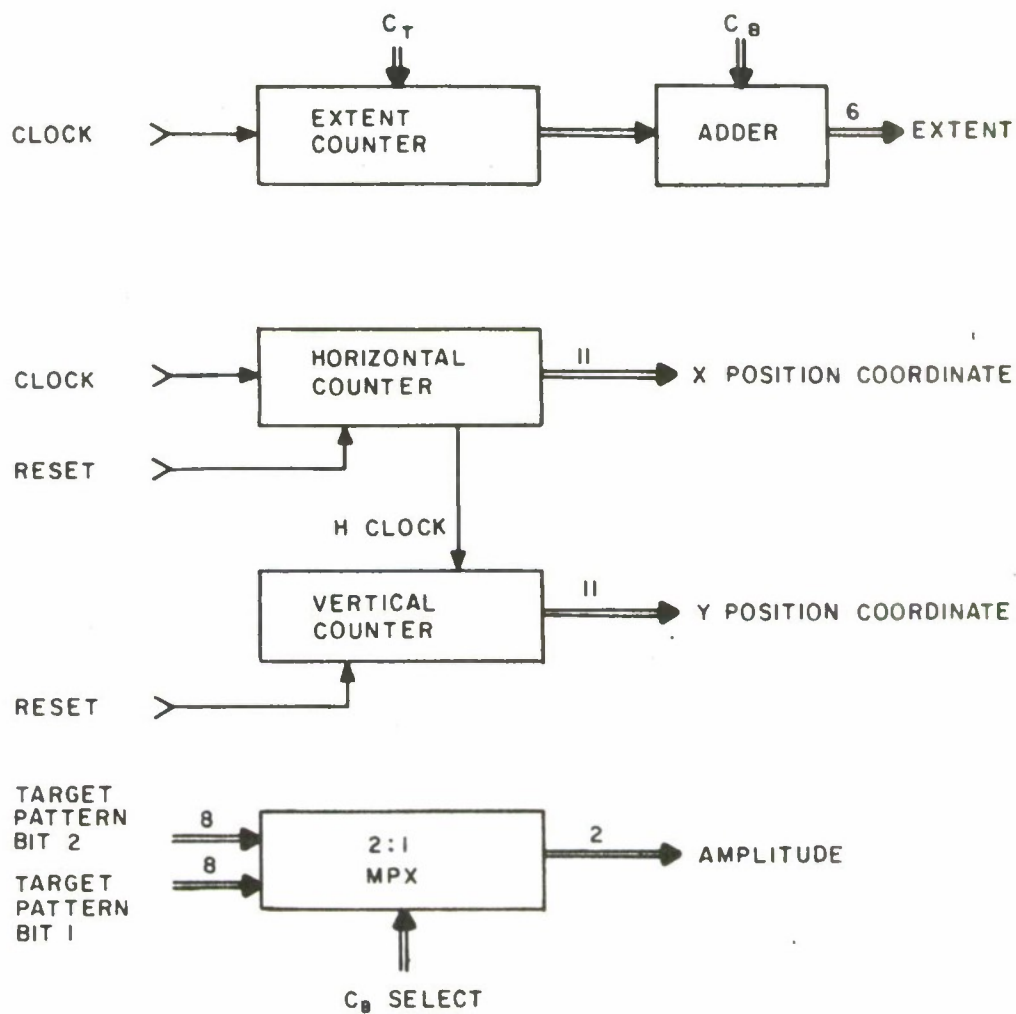 C_T
C_B
CLOCK
EXTENT
COUNTER
ADDER
6
EXTENT
CLOCK
HORIZONTAL
COUNTER
11
X POSITION COORDINATE
RESET
H CLOCK
VERTICAL
COUNTER
11
Y POSITION COORDINATE
RESET
TARGET
PATTERN
BIT 2
8
2:1
MPX
2
AMPLITUDE
8
TARGET
PATTERN
BIT 1
C_B SELECT